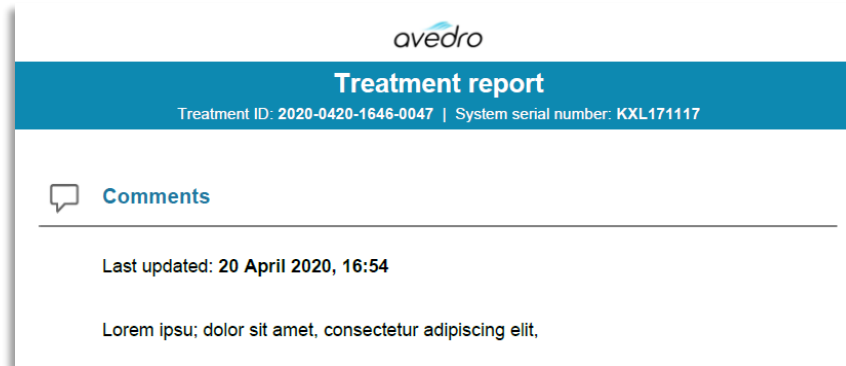 avedro
Treatment report
Treatment ID: 2020-0420-1646-0047 | System serial number: KXL171117
Comments
Last updated: 20 April 2020, 16:54
Lorem ipsu; dolor sit amet, consectetur adipiscing elit,